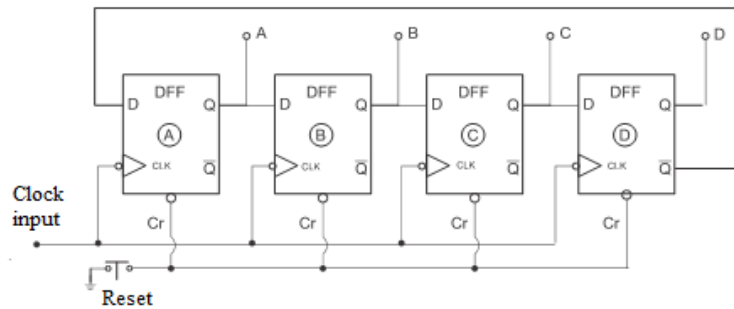 A B C D
DFF DFF DFF DFF
D Q D Q D Q D Q
A B C D
CLK Q̅ CLK Q̅ CLK Q̅ CLK Q̅
Clock
input
Cr Cr Cr Cr
Reset